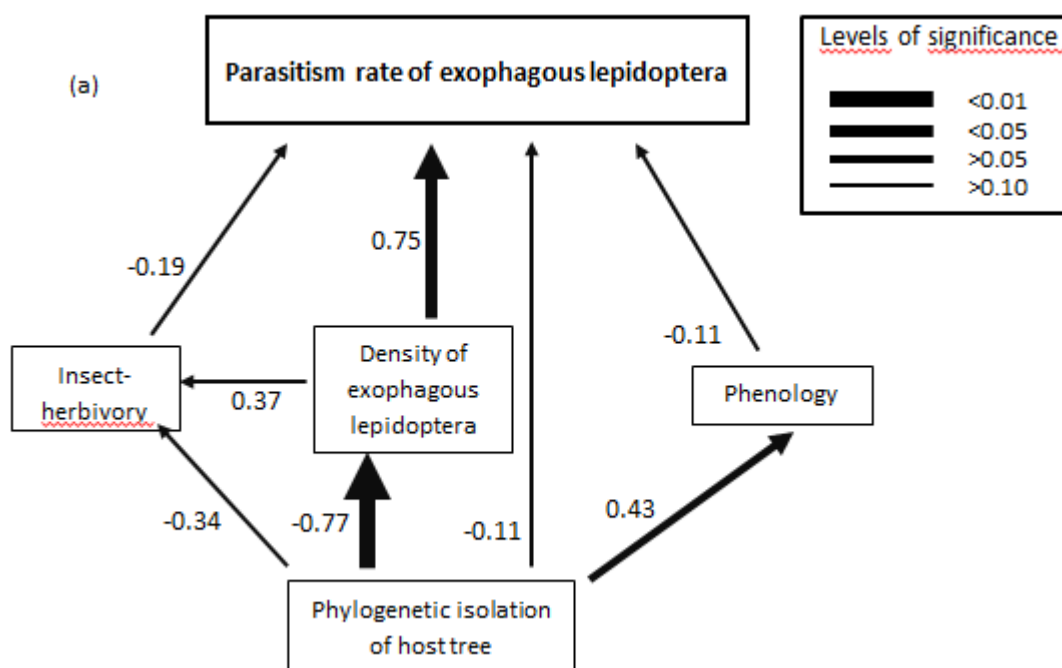 (a)
Parasitism rate of exophagous lepidoptera
Levels of significance
<0.01
<0.05
>0.05
>0.10
-0.19
0.75
-0.11
Insect-
herbivory
0.37
Density of
exophagous
lepidoptera
Phenology
-0.34
-0.77
-0.11
0.43
Phylogenetic isolation
of host tree